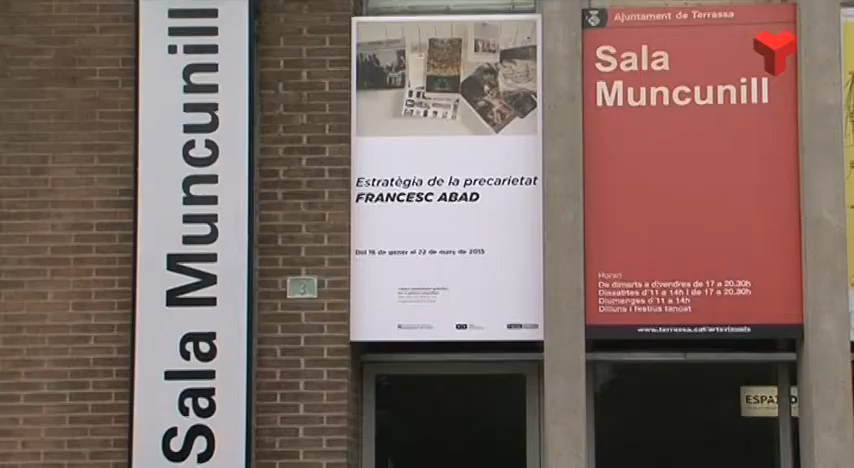 Sala Muncunill
Estratègia de la precarietat
FRANCESC ABAD
Del 16 de gener al 22 de març de 2015
3
Ajuntament de Terrassa
Sala
Muncunill
Horari
De dimarts a divendres de 17 a 20.30h
Dissabtes d'11 a 14h i de 17 a 20.30h
Diumenges d'11 a 14h
Dilluns i festius tancat
www.terrassa.cat/artsvisuals